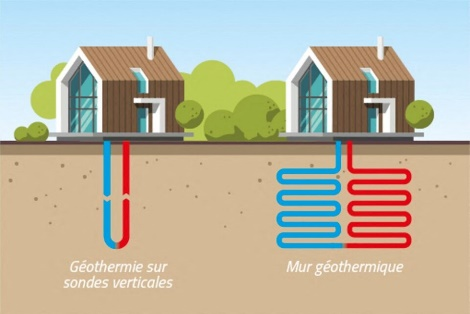 Géothermie sur
sondes verticales
Mur géothermique